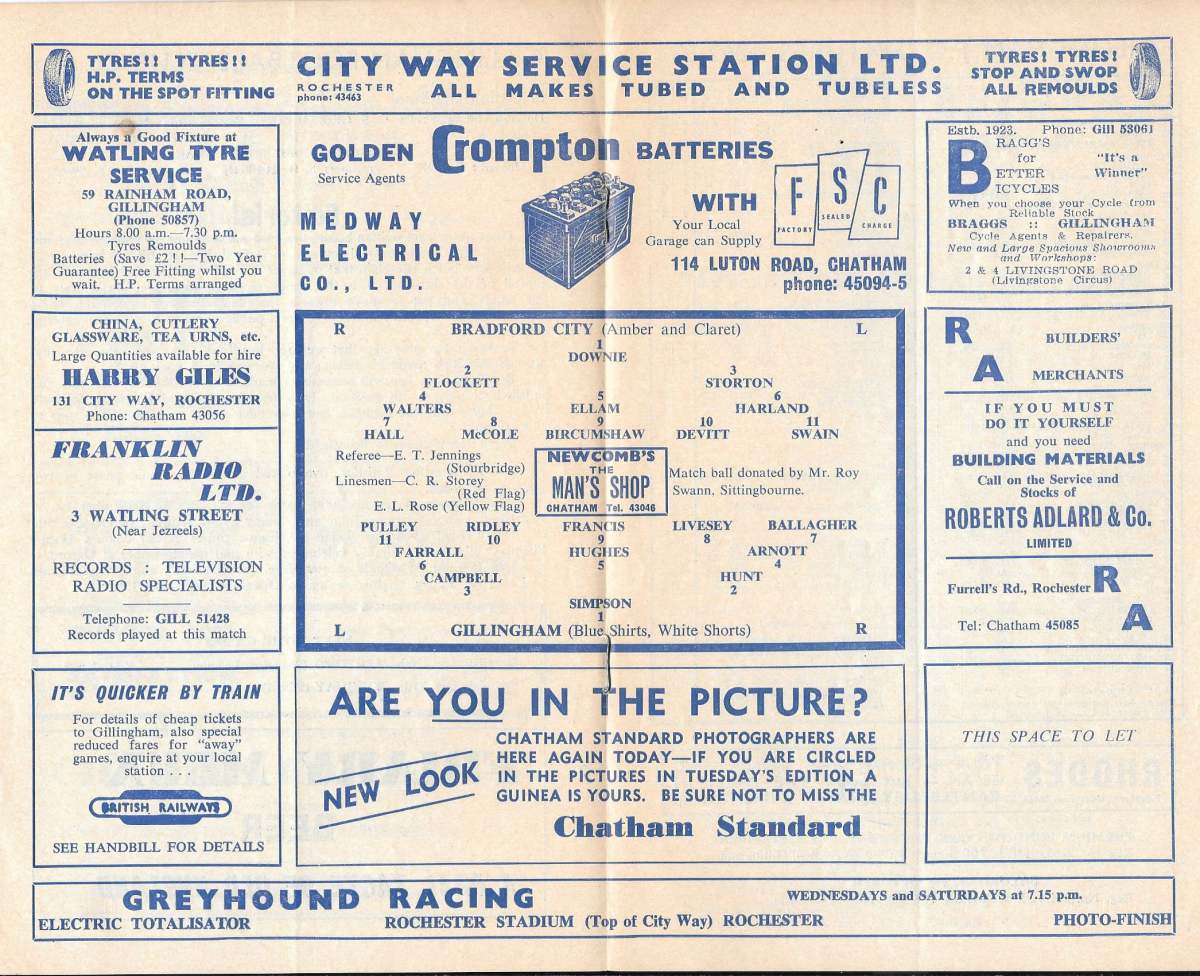 TYRES!! TYRES!!
H.P. TERMS
ON THE SPOT FITTING
CITY WAY SERVICE STATION LTD.
ROCHESTER
phone: 43463
ALL MAKES TUBED AND TUBELESS
TYRES! TYRES!
STOP AND SWOP
ALL REMOULDS
Always a Good Fixture at
WATLING TYRE
SERVICE
59 RAINHAM ROAD,
GILLINGHAM
(Phone 50857)
Hours 8.00 a.m.—7.30 p.m.
Tyres Remoulds
Batteries (Save £2!!—Two Year
Guarantee) Free Fitting whilst you
wait. H.P. Terms arranged
GOLDEN Crompton BATTERIES
Service Agents
MEDWAY
ELECTRICAL
CO., LTD.
WITH
Your Local
Garage can Supply
F S C
FACTORY SEALED CHARGE
114 LUTON ROAD, CHATHAM
phone: 45094-5
Estb. 1923. Phone: Gill 53061
BRAGG'S
for
BETTER
BICYCLES
"It's a
Winner"
When you choose your Cycle from
Reliable Stock
BRAGGS :: GILLINGHAM
Cycle Agents & Repairers.
New and Large Spacious Showrooms
and Workshops:
2 & 4 LIVINGSTONE ROAD
(Livingstone Circus)
CHINA, CUTLERY
GLASSWARE, TEA URNS, etc.
Large Quantities available for hire
HARRY GILES
131 CITY WAY, ROCHESTER
Phone: Chatham 43056
FRANKLIN
RADIO
LTD.
3 WATLING STREET
(Near Jezreels)
RECORDS : TELEVISION
RADIO SPECIALISTS
Telephone: GILL 51428
Records played at this match
R BRADFORD CITY (Amber and Claret) L
1
DOWNIE
2 3
FLOCKETT STORTON
4 5 6
WALTERS ELLAM HARLAND
7 8 9 10 11
HALL McCOLE BIRCUMSHAW DEVITT SWAIN
Referee—E. T. Jennings
(Stourbridge)
Linesmen—C. R. Storey
(Red Flag)
E. L. Rose (Yellow Flag)
NEWCOMB'S
THE
MAN'S SHOP
CHATHAM Tel. 43046
Match ball donated by Mr. Roy
Swann, Sittingbourne.
PULLEY RIDLEY FRANCIS LIVESEY BALLAGHER
11 10 9 8 7
FARRALL HUGHES ARNOTT
6 5 4
CAMPBELL HUNT
3 2
SIMPSON
1
L GILLINGHAM (Blue Shirts, White Shorts) R
R A
BUILDERS'
MERCHANTS
IF YOU MUST
DO IT YOURSELF
and you need
BUILDING MATERIALS
Call on the Service and
Stocks of
ROBERTS ADLARD & Co.
LIMITED
Furrell's Rd., Rochester
Tel: Chatham 45085
R A
IT'S QUICKER BY TRAIN
For details of cheap tickets
to Gillingham, also special
reduced fares for "away"
games, enquire at your local
station . . .
BRITISH RAILWAYS
SEE HANDBILL FOR DETAILS
ARE YOU IN THE PICTURE?
NEW LOOK
CHATHAM STANDARD PHOTOGRAPHERS ARE
HERE AGAIN TODAY—IF YOU ARE CIRCLED
IN THE PICTURES IN TUESDAY'S EDITION A
GUINEA IS YOURS. BE SURE NOT TO MISS THE
Chatham Standard
THIS SPACE TO LET
GREYHOUND RACING
WEDNESDAYS and SATURDAYS at 7.15 p.m.
ELECTRIC TOTALISATOR
ROCHESTER STADIUM (Top of City Way) ROCHESTER
PHOTO-FINISH